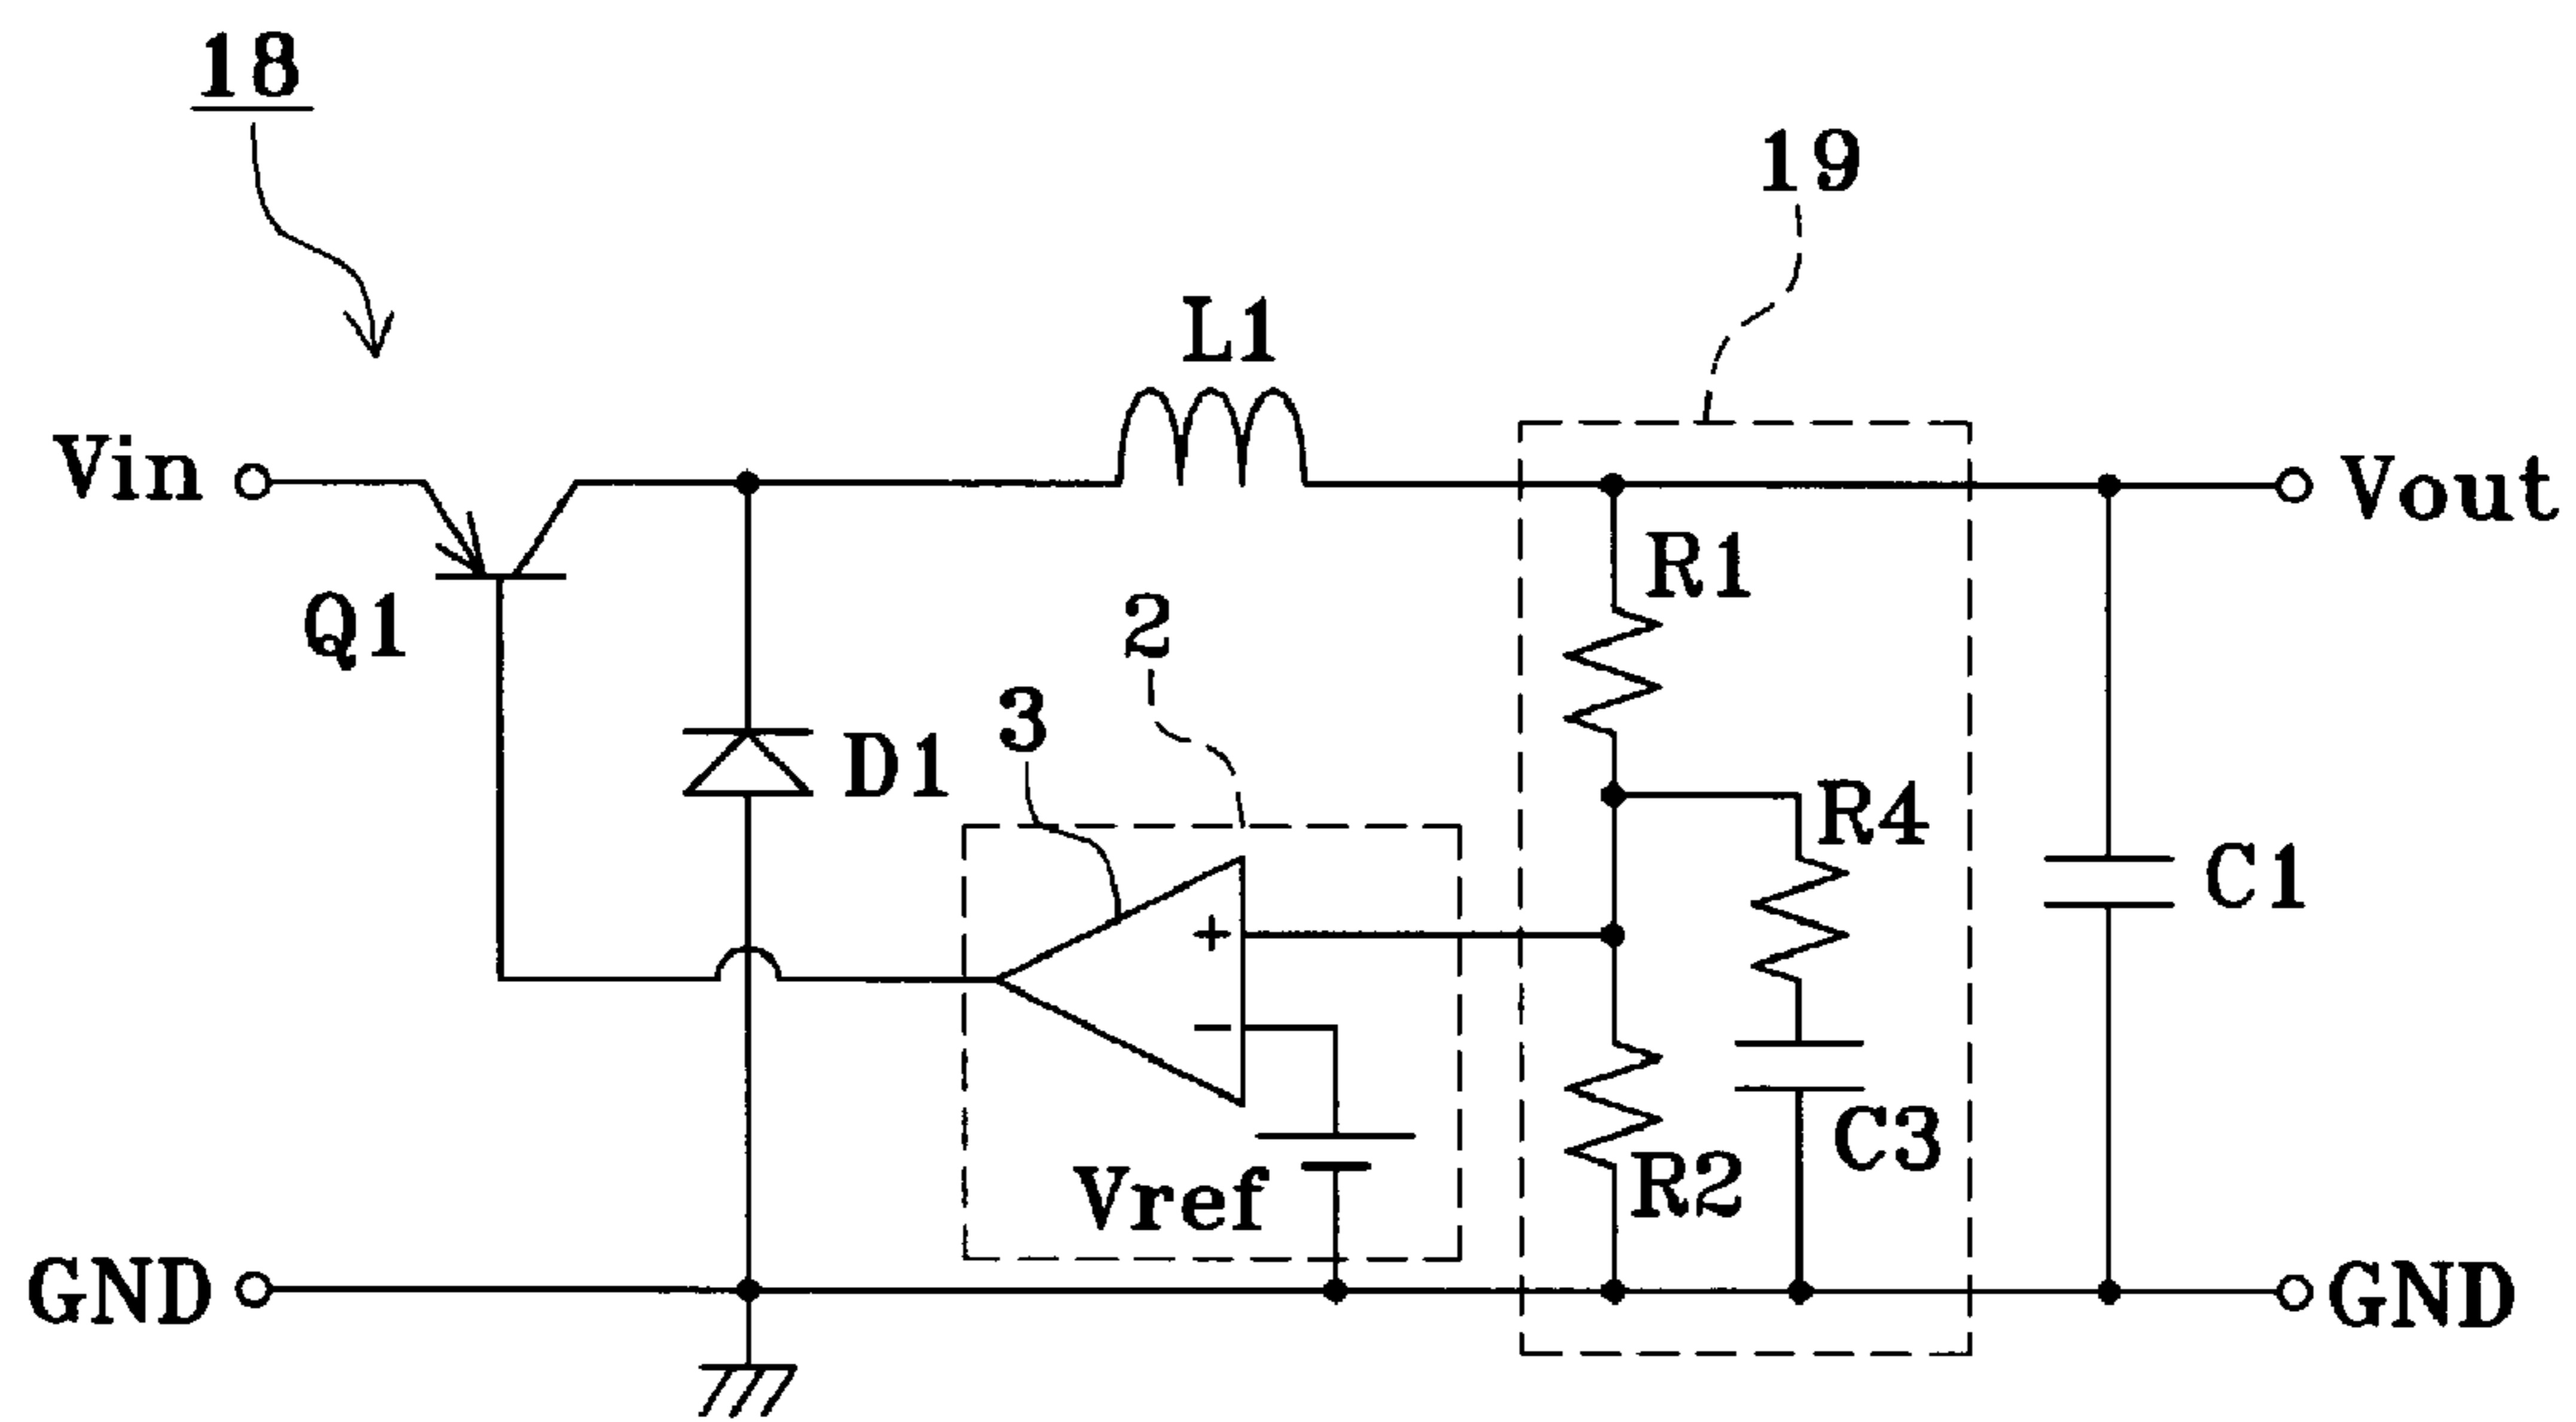 18
19
L1
Vin
Vout
R1
Q1
2
3
D1
R4
C1
+
−
C3
Vref
R2
GND
GND